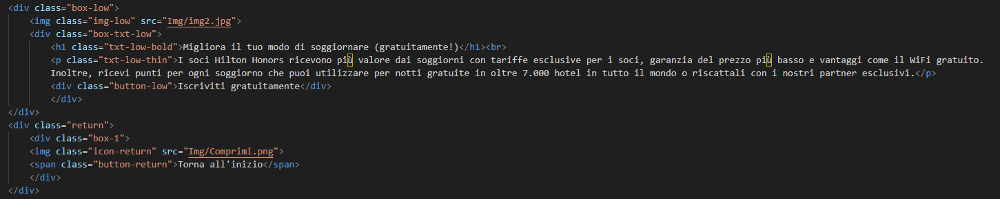 <div class="box-low">
<img class="img-low" src="Img/img2.jpg">
<div class="box-txt-low">
<h1 class="txt-low-bold">Migliora il tuo modo di soggiornare (gratuitamente!)</h1><br>
<p class="txt-low-thin">I soci Hilton Honors ricevono più valore dai soggiorni con tariffe esclusive per i soci, garanzia del prezzo più basso e vantaggi come il WiFi gratuito.
Inoltre, ricevi punti per ogni soggiorno che puoi utilizzare per notti gratuite in oltre 7.000 hotel in tutto il mondo o riscattali con i nostri partner esclusivi.</p>
<div class="button-low">Iscriviti gratuitamente</div>
</div>
</div>
<div class="return">
<div class="box-1">
<img class="icon-return" src="Img/Comprimi.png">
<span class="button-return">Torna all'inizio</span>
</div>
</div>